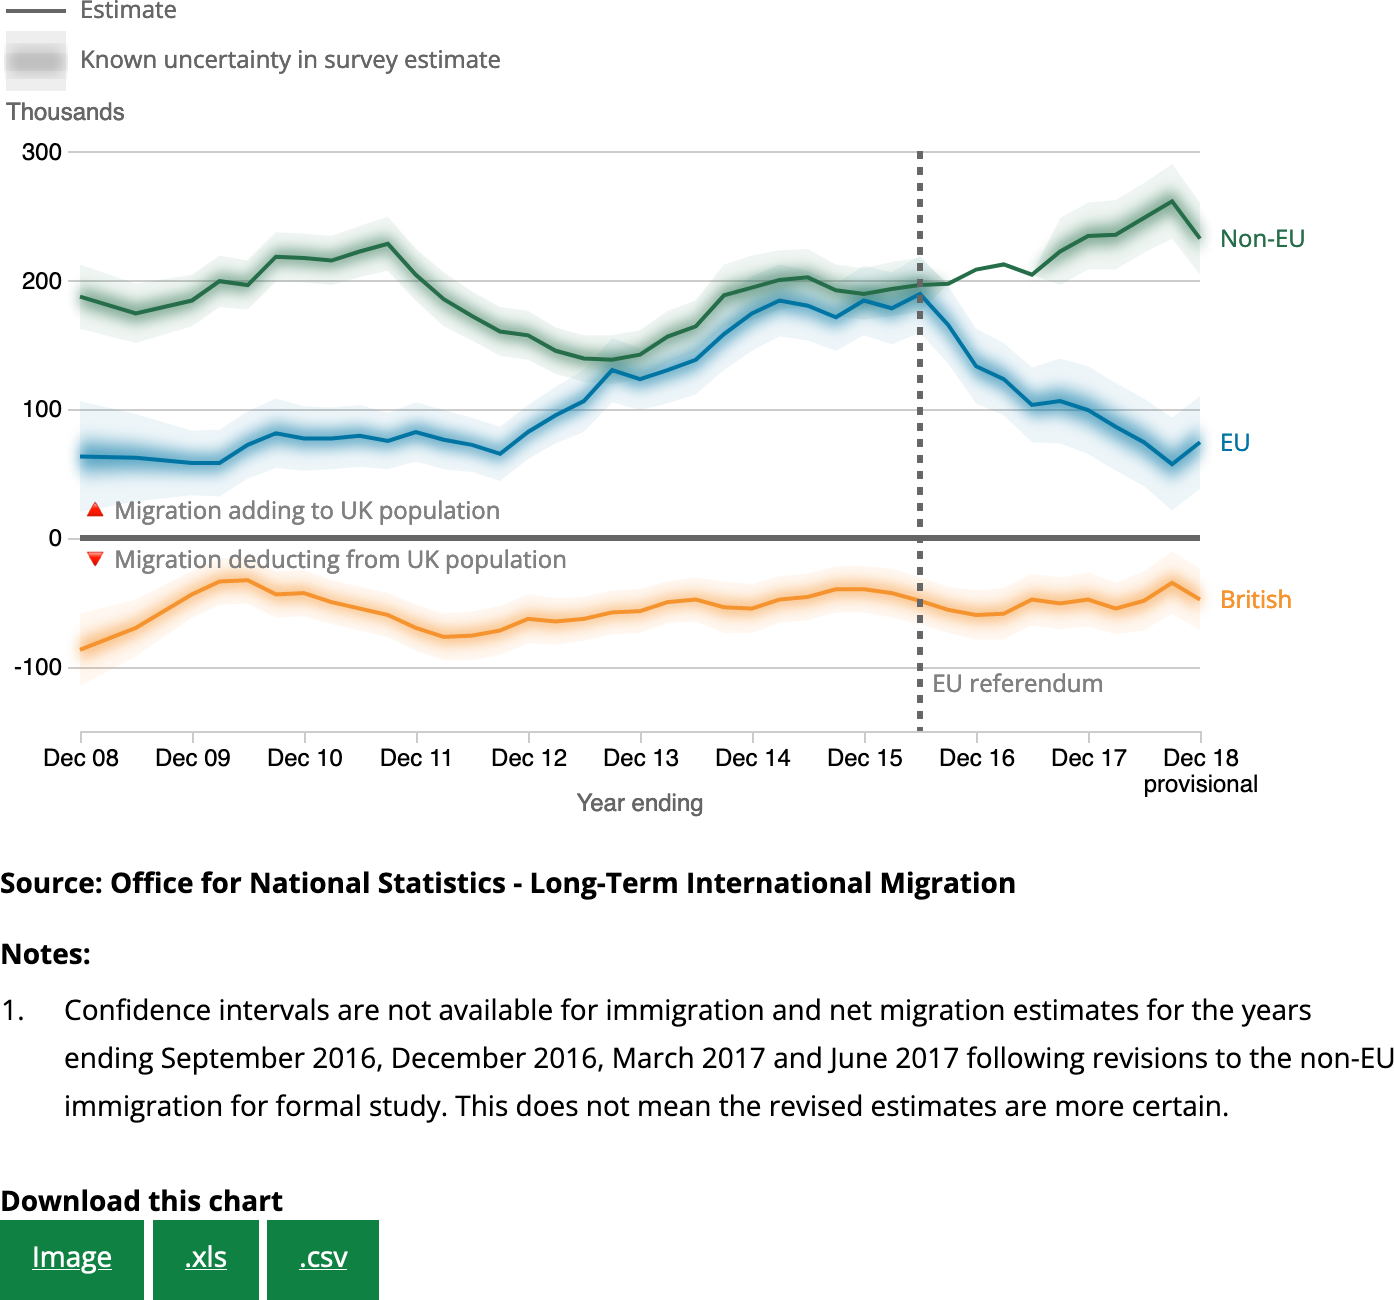 Estimate
Known uncertainty in survey estimate
Thousands
300
200
100
0
-100
Non-EU
EU
▲ Migration adding to UK population
▼ Migration deducting from UK population
British
EU referendum
Dec 08 Dec 09 Dec 10 Dec 11 Dec 12 Dec 13 Dec 14 Dec 15 Dec 16 Dec 17 Dec 18
provisional
Year ending
Source: Office for National Statistics - Long-Term International Migration
Notes:
1. Confidence intervals are not available for immigration and net migration estimates for the years
ending September 2016, December 2016, March 2017 and June 2017 following revisions to the non-EU
immigration for formal study. This does not mean the revised estimates are more certain.
Download this chart
Image .xls .csv